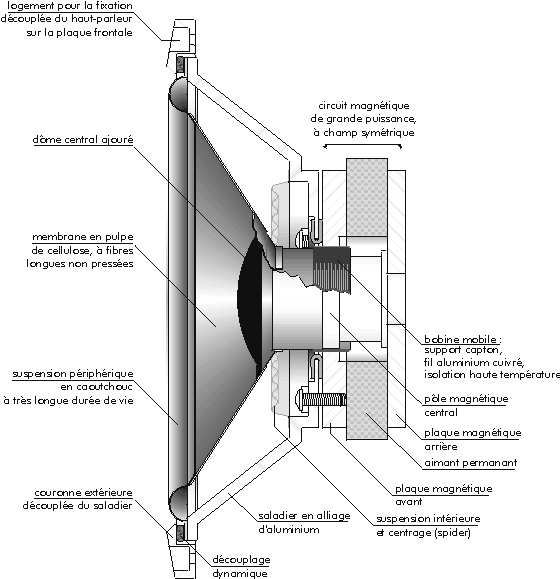 logement pour la fixation
découplée du haut-parleur
sur la plaque frontale
circuit magnétique
de grande puissance,
à champ symétrique
dôme central ajouré
membrane en pulpe
de cellulose, à fibres
longues non pressées
bobine mobile :
support capton,
fil aluminium cuivré,
isolation haute température
suspension périphérique
en caoutchouc
à très longue durée de vie
pôle magnétique
central
plaque magnétique
arrière
aimant permanant
couronne extérieure
découplée du saladier
plaque magnétique
avant
saladier en alliage
d'aluminium
suspension intérieure
et centrage (spider)
découplage
dynamique